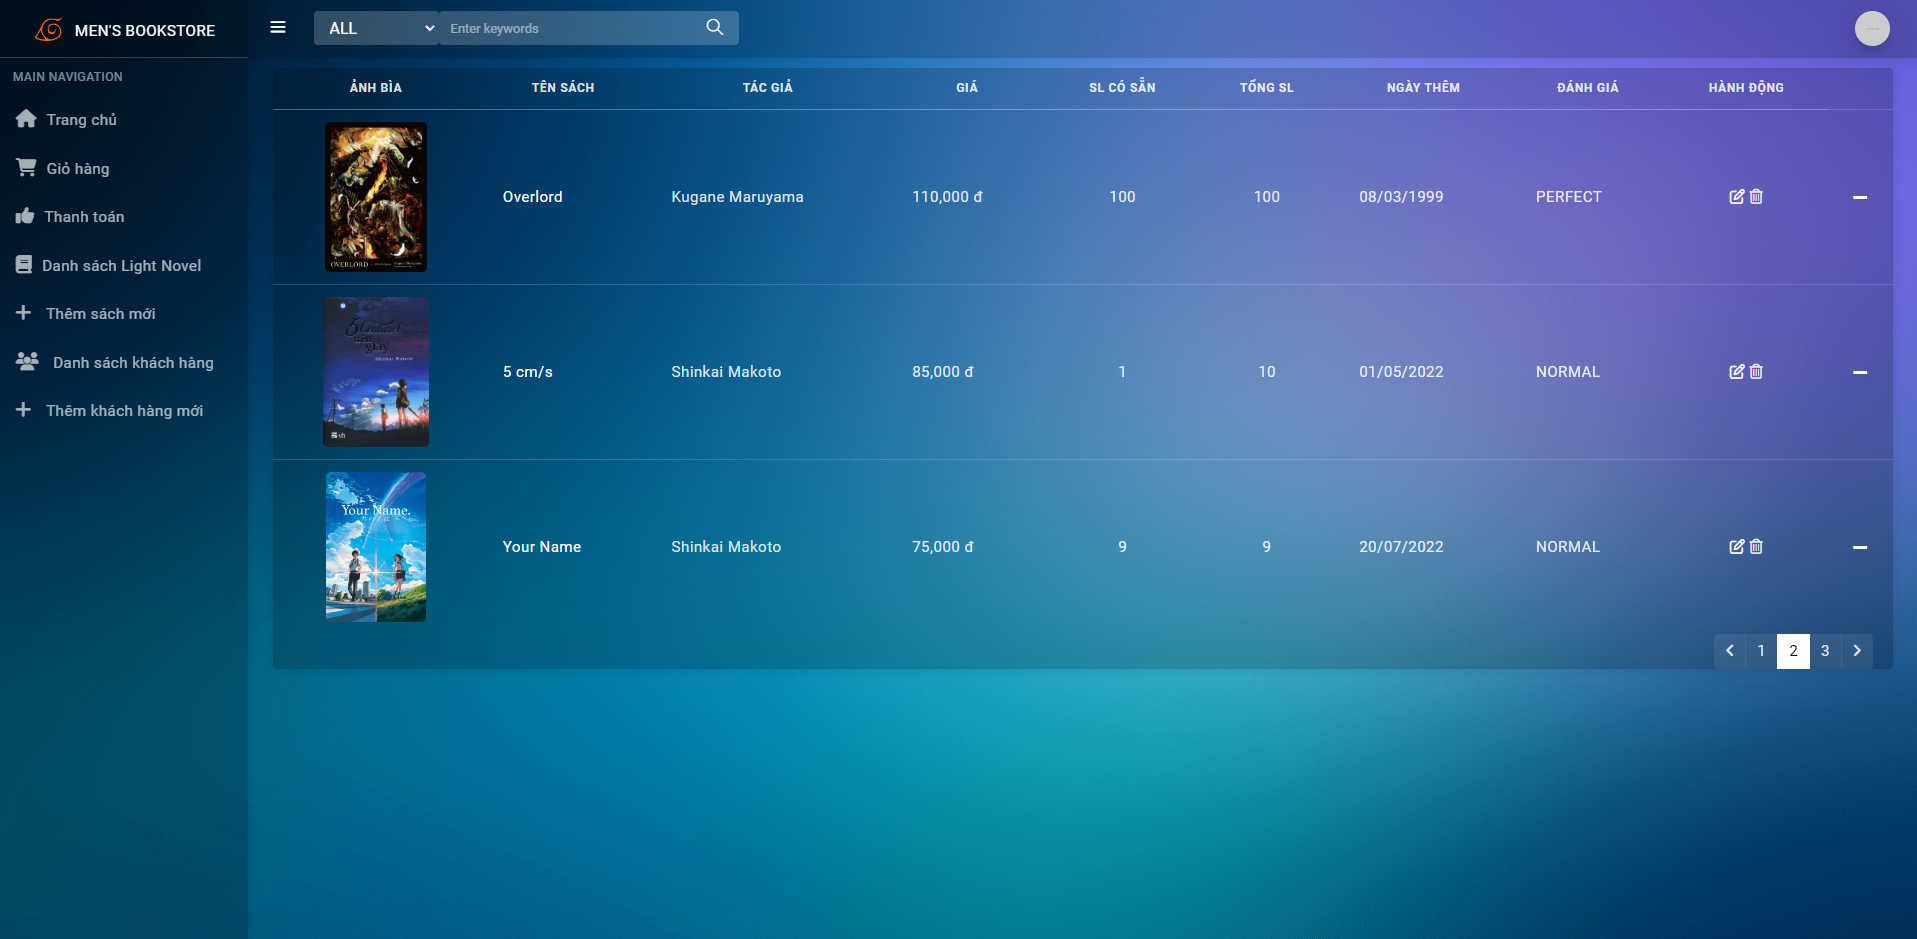 MEN'S BOOKSTORE
ALL
Enter keywords
MAIN NAVIGATION
Trang chủ
Giỏ hàng
Thanh toán
Danh sách Light Novel
Thêm sách mới
Danh sách khách hàng
Thêm khách hàng mới
ẢNH BÌA TÊN SÁCH TÁC GIẢ GIÁ SL CÓ SẴN TỔNG SL NGÀY THÊM ĐÁNH GIÁ HÀNH ĐỘNG
OVERLORD
Overlord Kugane Maruyama 110,000 đ 100 100 08/03/1999 PERFECT
5 Centimet
trên
giây
Shinkai Makoto
5 cm/s Shinkai Makoto 85,000 đ 1 10 01/05/2022 NORMAL
Your Name.
Your Name Shinkai Makoto 75,000 đ 9 9 20/07/2022 NORMAL
1 2 3